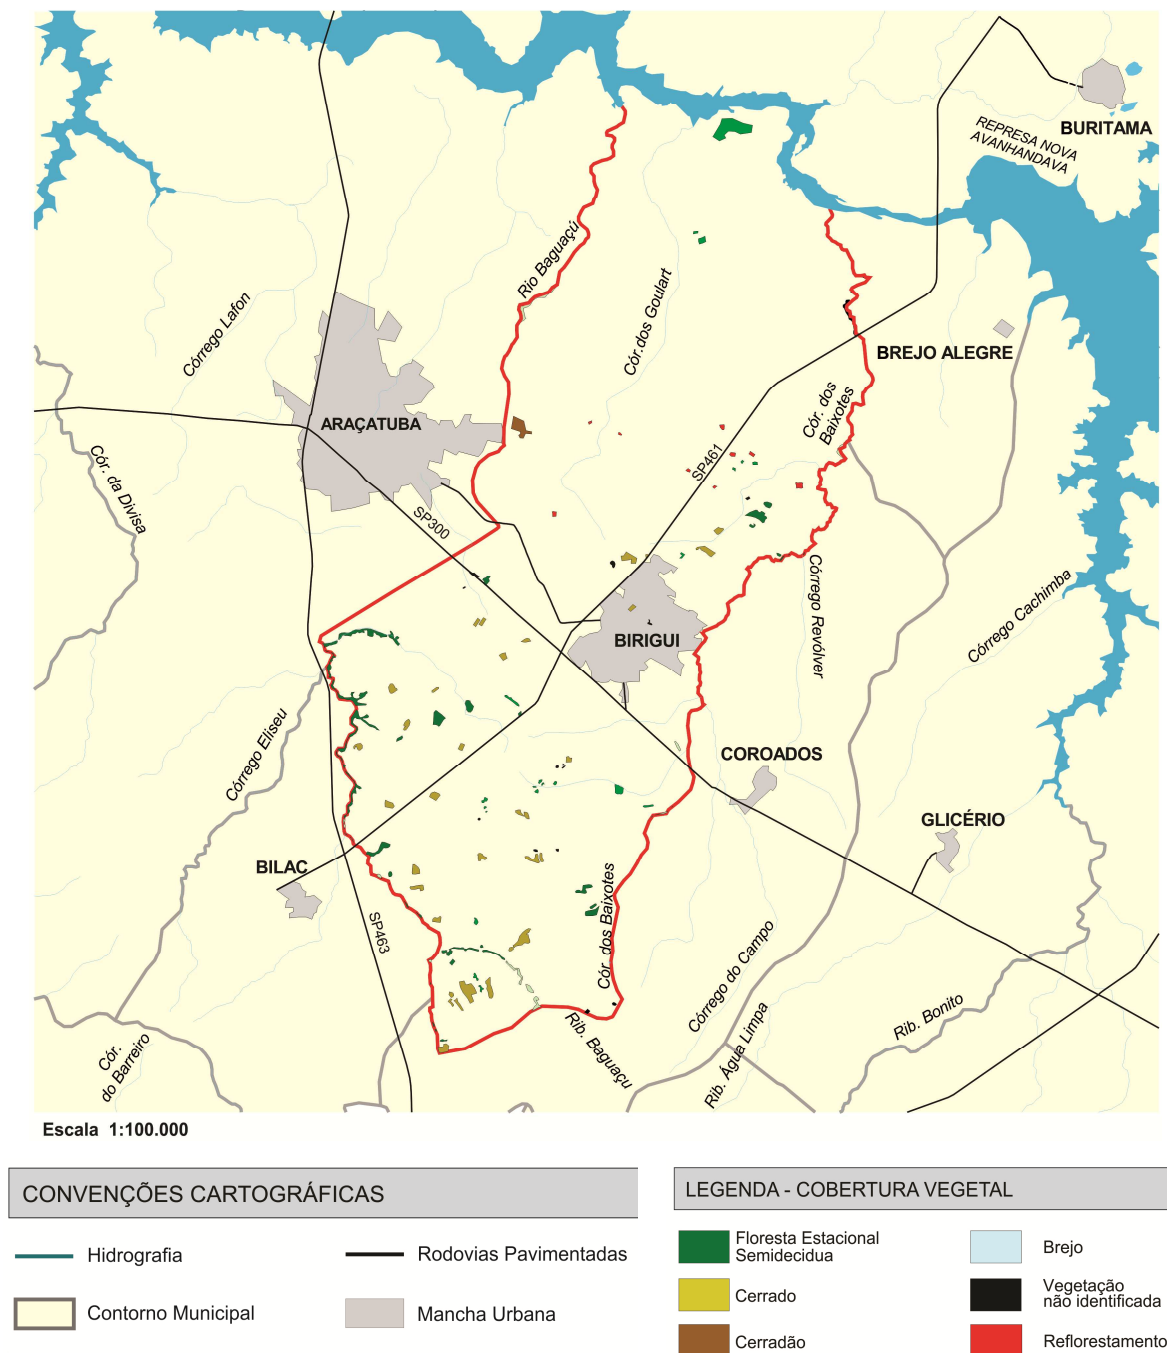 BURITAMA
REPRESA NOVA
AVANHANDAVA
Rio Baguaçú
Cór.dos Goulart
Córrego Lafon
BREJO ALEGRE
Cór. dos
Baixotes
ARAÇATUBA
SP461
Cór. da Divisa
SP300
Córrego Revólver
Córrego Cachimba
BIRIGUI
Córrego Eliseu
COROADOS
GLICÉRIO
BILAC
SP463
Cór. dos Baixotes
Córrego do Campo
Rib. Bonito
Rib. Baguaçu
Rib. Água Limpa
Cór.
do Barreiro
Escala 1:100.000
CONVENÇÕES CARTOGRÁFICAS
Hidrografia
Rodovias Pavimentadas
Contorno Municipal
Mancha Urbana
LEGENDA - COBERTURA VEGETAL
Floresta Estacional
Semidecidua
Brejo
Cerrado
Vegetação
não identificada
Cerradão
Reflorestamento